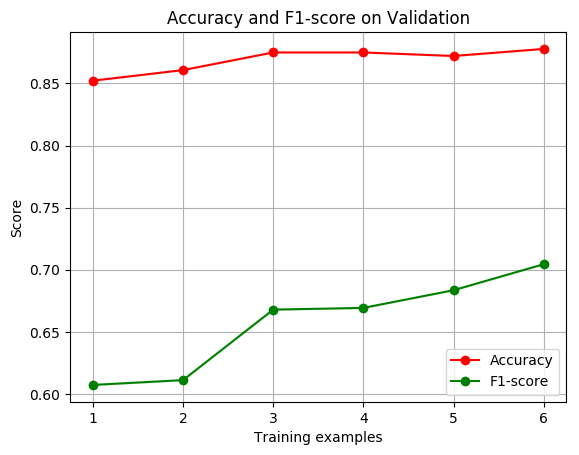 Accuracy and F1-score on Validation
Score
0.85
0.80
0.75
0.70
0.65
0.60
1 2 3 4 5 6
Training examples
Accuracy
F1-score